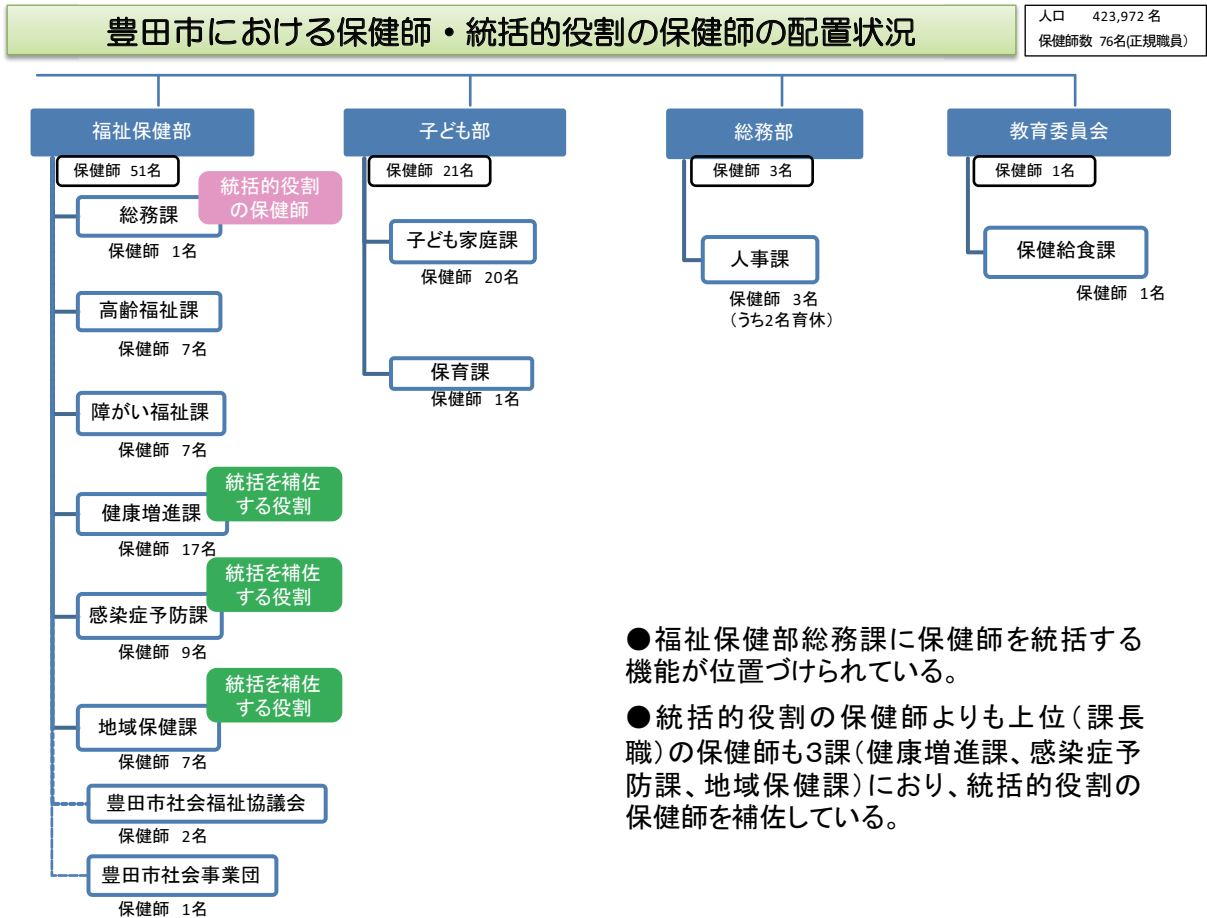 豊田市における保健師・統括的役割の保健師の配置状況
人口　423,972 名
保健師数 76名(正規職員)
福祉保健部
保健師 51名
統括的役割
の保健師
総務課
保健師 1名
高齢福祉課
保健師 7名
障がい福祉課
保健師 7名
統括を補佐
する役割
健康増進課
保健師 17名
統括を補佐
する役割
感染症予防課
保健師 9名
統括を補佐
する役割
地域保健課
保健師 7名
豊田市社会福祉協議会
保健師 2名
豊田市社会事業団
保健師 1名
子ども部
保健師 21名
子ども家庭課
保健師 20名
保育課
保健師 1名
総務部
保健師 3名
人事課
保健師 3名
（うち2名育休）
教育委員会
保健師 1名
保健給食課
保健師 1名
●福祉保健部総務課に保健師を統括する
機能が位置づけられている。
●統括的役割の保健師よりも上位（課長
職）の保健師も3課（健康増進課、感染症予
防課、地域保健課）におり、統括的役割の
保健師を補佐している。